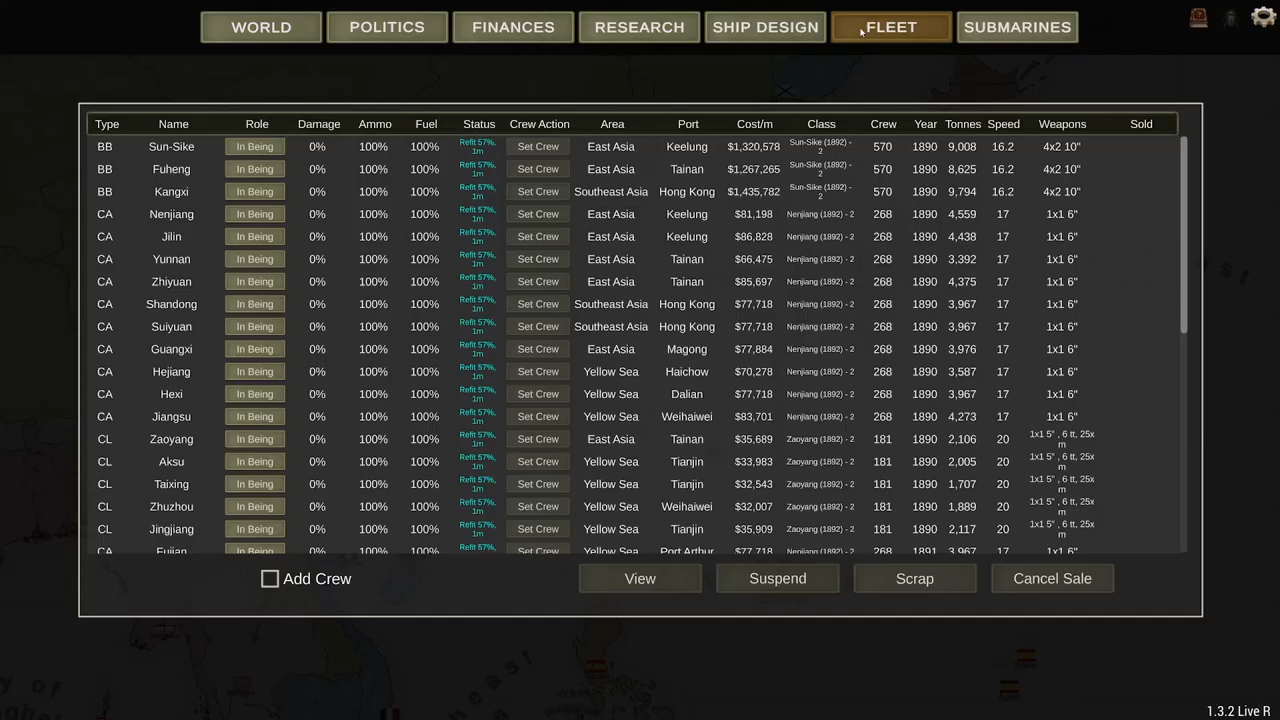 WORLD POLITICS FINANCES RESEARCH SHIP DESIGN FLEET SUBMARINES
Type Name Role Damage Ammo Fuel Status Crew Action Area Port Cost/m Class Crew Year Tonnes Speed Weapons Sold
BB Sun-Sike In Being 0% 100% 100% Refit 57%, 1m Set Crew East Asia Keelung $1,320,578 Sun-Sike (1892) - 2 570 1890 9,008 16.2 4x2 10"
BB Fuheng In Being 0% 100% 100% Refit 57%, 1m Set Crew East Asia Tainan $1,267,265 Sun-Sike (1892) - 2 570 1890 8,625 16.2 4x2 10"
BB Kangxi In Being 0% 100% 100% Refit 57%, 1m Set Crew Southeast Asia Hong Kong $1,435,782 Sun-Sike (1892) - 2 570 1890 9,794 16.2 4x2 10"
CA Nenjiang In Being 0% 100% 100% Refit 57%, 1m Set Crew East Asia Keelung $81,198 Nenjiang (1892) - 2 268 1890 4,559 17 1x1 6"
CA Jilin In Being 0% 100% 100% Refit 57%, 1m Set Crew East Asia Keelung $86,828 Nenjiang (1892) - 2 268 1890 4,438 17 1x1 6"
CA Yunnan In Being 0% 100% 100% Refit 57%, 1m Set Crew East Asia Tainan $66,475 Nenjiang (1892) - 2 268 1890 3,392 17 1x1 6"
CA Zhiyuan In Being 0% 100% 100% Refit 57%, 1m Set Crew East Asia Tainan $85,697 Nenjiang (1892) - 2 268 1890 4,375 17 1x1 6"
CA Shandong In Being 0% 100% 100% Refit 57%, 1m Set Crew Southeast Asia Hong Kong $77,718 Nenjiang (1892) - 2 268 1890 3,967 17 1x1 6"
CA Suiyuan In Being 0% 100% 100% Refit 57%, 1m Set Crew Southeast Asia Hong Kong $77,718 Nenjiang (1892) - 2 268 1890 3,967 17 1x1 6"
CA Guangxi In Being 0% 100% 100% Refit 57%, 1m Set Crew East Asia Magong $77,884 Nenjiang (1892) - 2 268 1890 3,976 17 1x1 6"
CA Hejiang In Being 0% 100% 100% Refit 57%, 1m Set Crew Yellow Sea Haichow $70,278 Nenjiang (1892) - 2 268 1890 3,587 17 1x1 6"
CA Hexi In Being 0% 100% 100% Refit 57%, 1m Set Crew Yellow Sea Dalian $77,718 Nenjiang (1892) - 2 268 1890 3,967 17 1x1 6"
CA Jiangsu In Being 0% 100% 100% Refit 57%, 1m Set Crew Yellow Sea Weihaiwei $83,701 Nenjiang (1892) - 2 268 1890 4,273 17 1x1 6"
CL Zaoyang In Being 0% 100% 100% Refit 57%, 1m Set Crew East Asia Tainan $35,689 Zaoyang (1892) - 2 181 1890 2,106 20 1x1 5" , 6 tt, 25x m
CL Aksu In Being 0% 100% 100% Refit 57%, 1m Set Crew Yellow Sea Tianjin $33,983 Zaoyang (1892) - 2 181 1890 2,005 20 1x1 5" , 6 tt, 25x m
CL Taixing In Being 0% 100% 100% Refit 57%, 1m Set Crew Yellow Sea Tianjin $32,543 Zaoyang (1892) - 2 181 1890 1,707 20 1x1 5" , 6 tt, 25x m
CL Zhuzhou In Being 0% 100% 100% Refit 57%, 1m Set Crew Yellow Sea Weihaiwei $32,007 Zaoyang (1892) - 2 181 1890 1,889 20 1x1 5" , 6 tt, 25x m
CL Jingjiang In Being 0% 100% 100% Refit 57%, 1m Set Crew Yellow Sea Tianjin $35,909 Zaoyang (1892) - 2 181 1890 2,117 20 1x1 5" , 6 tt, 25x m
CA Fujian In Being 0% 100% 100% Refit 57%, Set Crew Yellow Sea Port Arthur $77,718 Nenjiang (1892) - 2 268 1891 3,967 17 1x1 6"
Add Crew View Suspend Scrap Cancel Sale
1.3.2 Live R